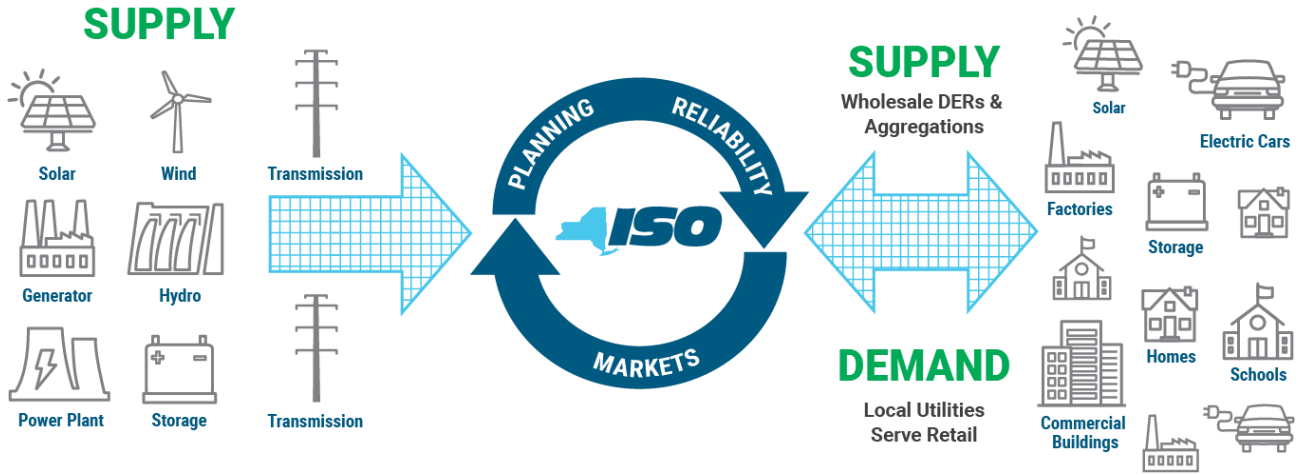 SUPPLY
Solar
Wind
Transmission
Generator
Hydro
Power Plant
Storage
Transmission
PLANNING
RELIABILITY
MARKETS
ISO
SUPPLY
Wholesale DERs &
Aggregations
DEMAND
Local Utilities
Serve Retail
Solar
Electric Cars
Factories
Storage
Homes
Schools
Commercial
Buildings